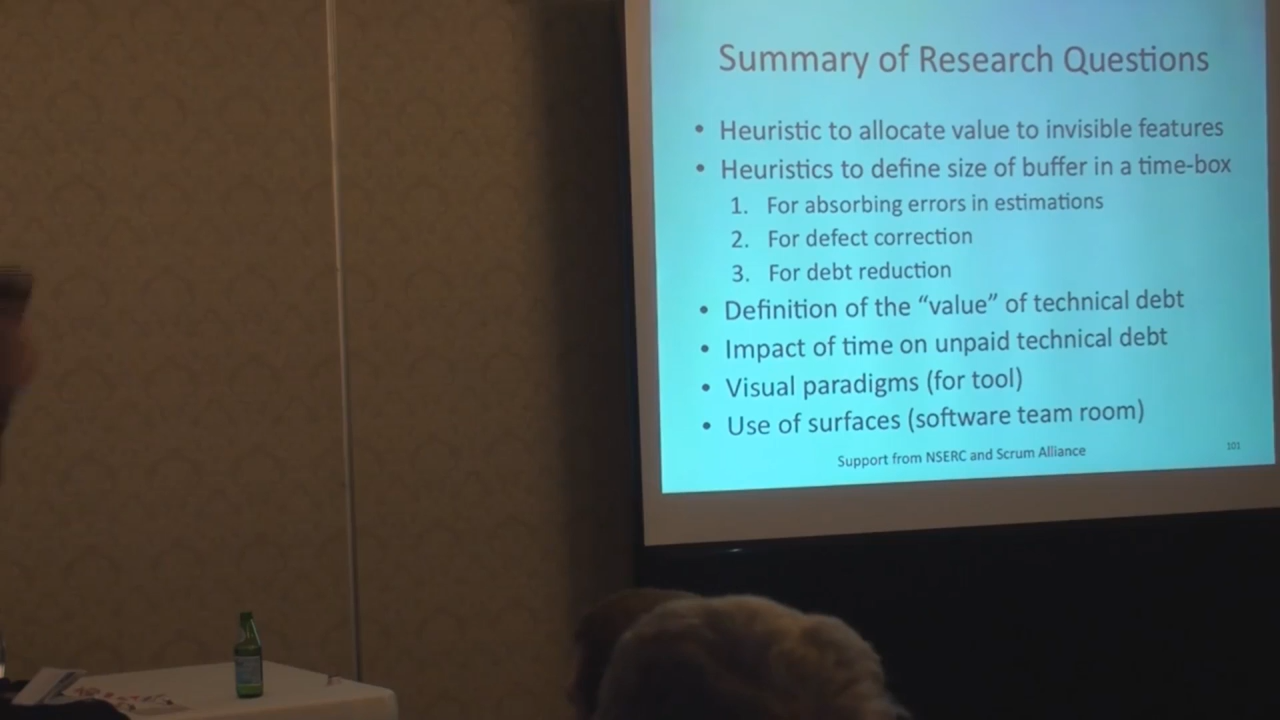 Summary of Research Questions
• Heuristic to allocate value to invisible features
• Heuristics to define size of buffer in a time-box
1. For absorbing errors in estimations
2. For defect correction
3. For debt reduction
• Definition of the “value” of technical debt
• Impact of time on unpaid technical debt
• Visual paradigms (for tool)
• Use of surfaces (software team room)
Support from NSERC and Scrum Alliance
101